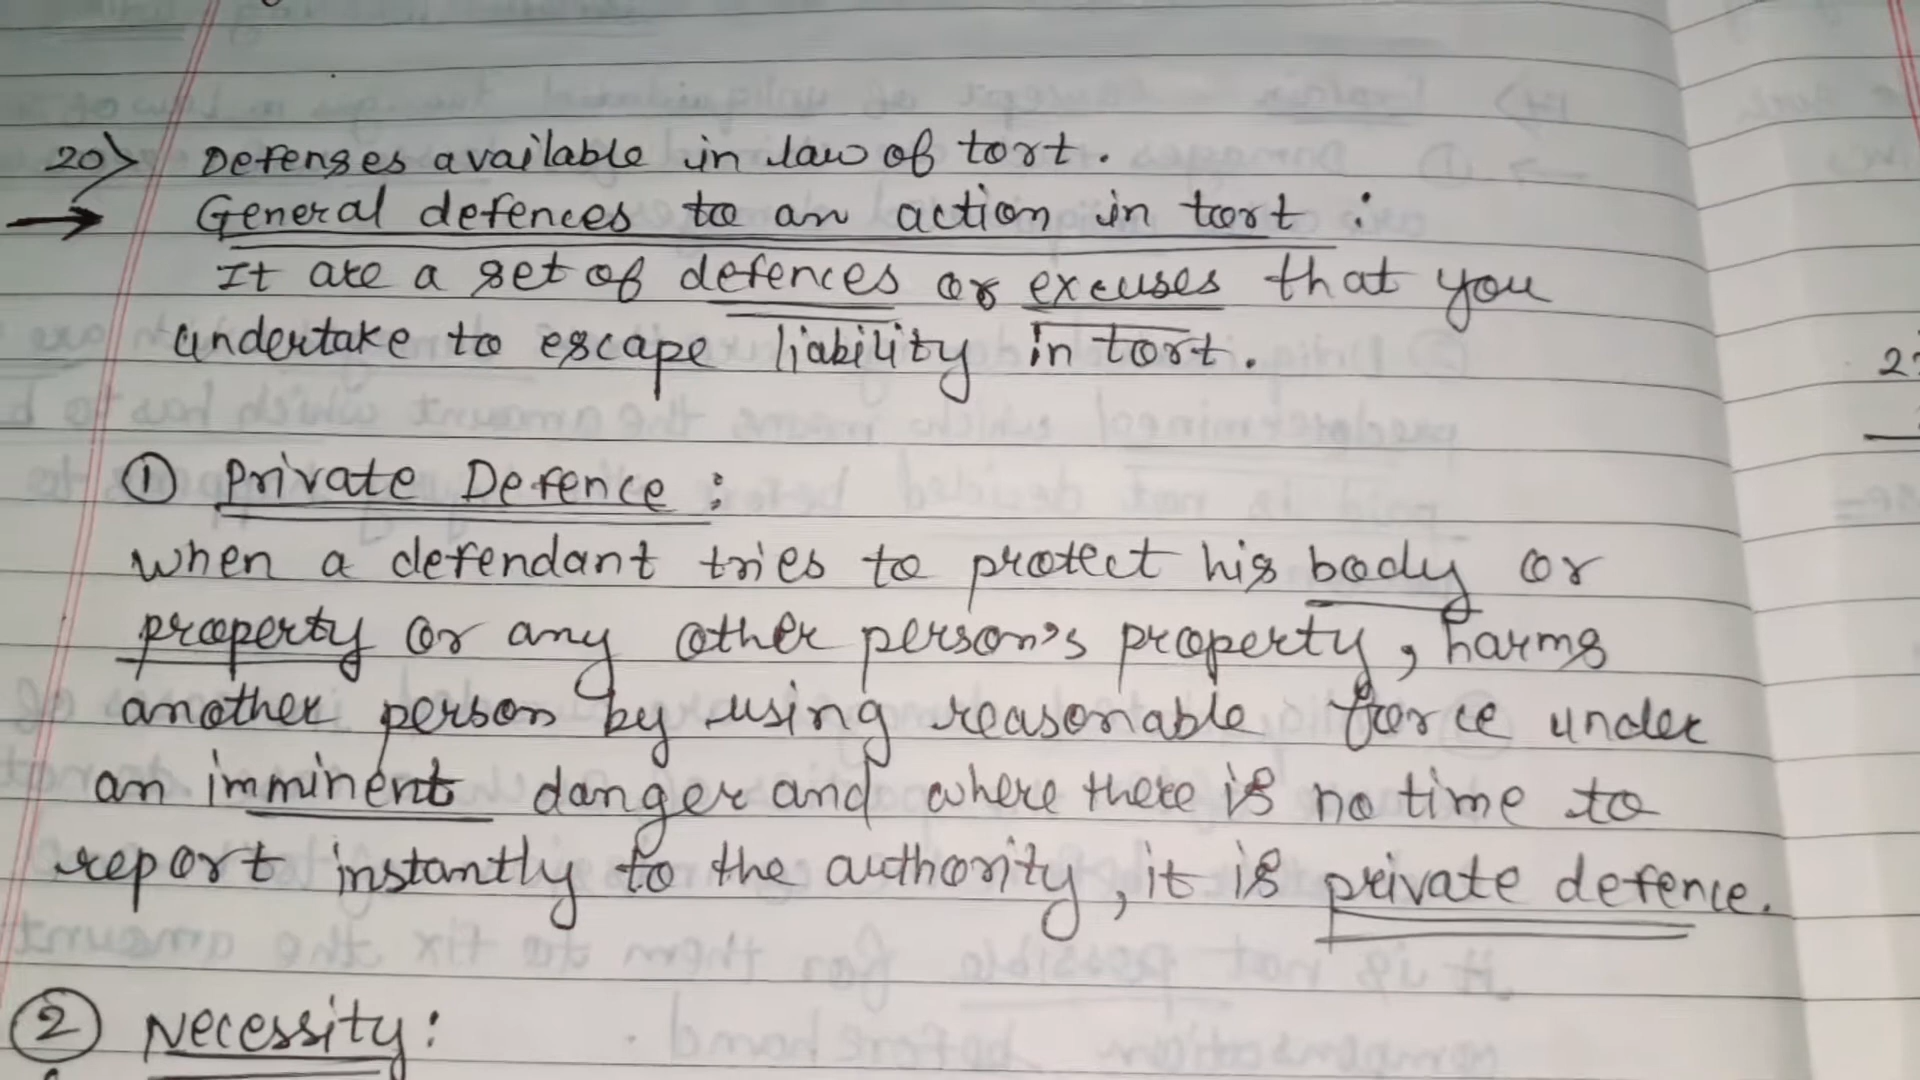 20) Defenses available in law of tort.
→ General defences to an action in tort :
It are a set of defences or excuses that you
undertake to escape liability in tort.
① Private Defence :
When a defendant tries to protect his body or
property or any other person's property, harms
another person by using reasonable force under
an imminent danger and where there is no time to
report instantly to the authority, it is private defence.
② Necessity :